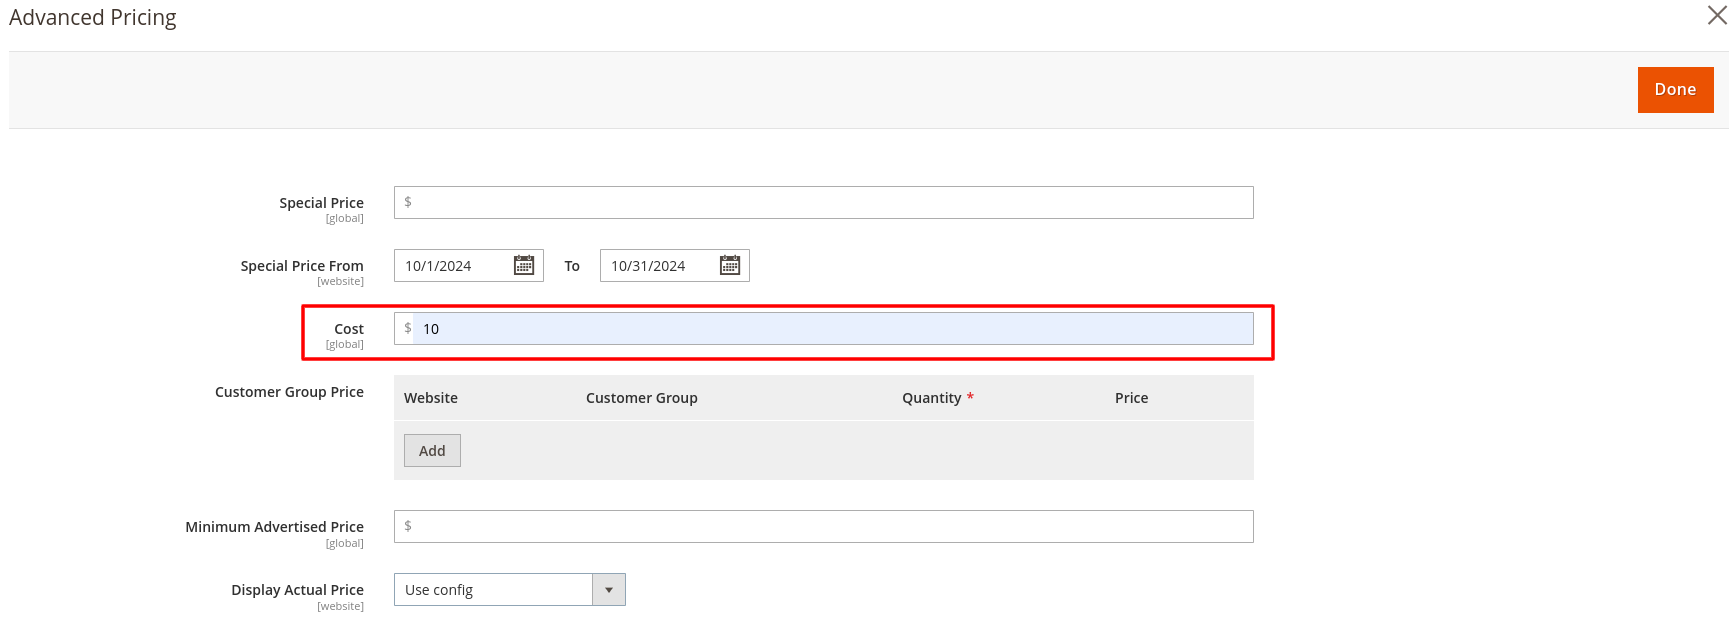 Advanced Pricing
Done
Special Price
[global]
$
Special Price From
[website]
10/1/2024
To
10/31/2024
Cost
[global]
$ 10
Customer Group Price
Website Customer Group Quantity * Price
Add
Minimum Advertised Price
[global]
$
Display Actual Price
[website]
Use config